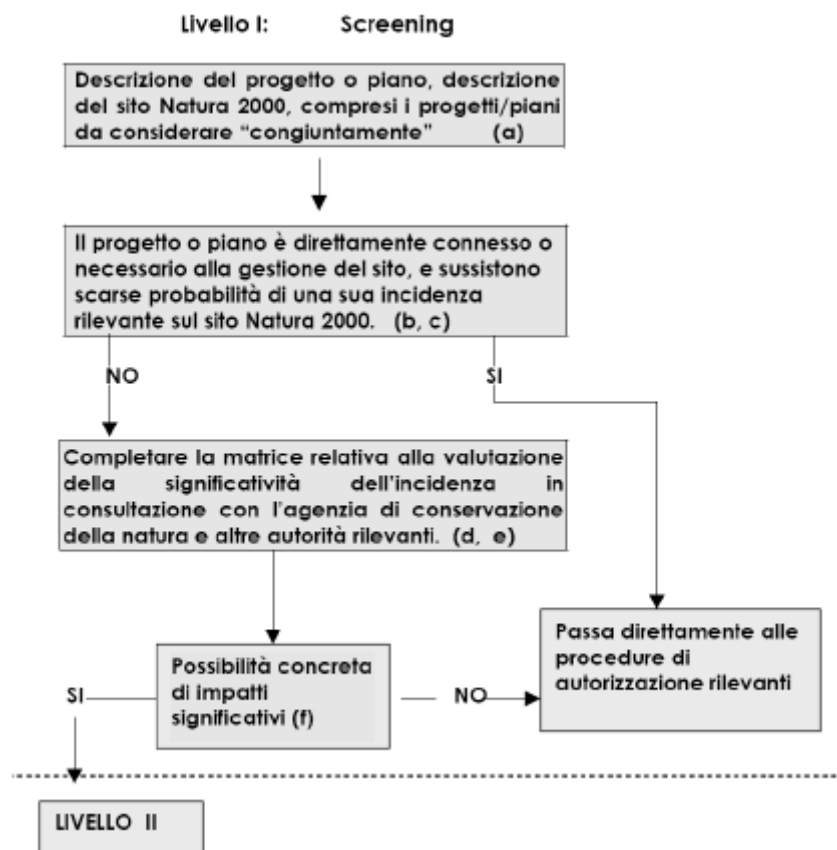 Livello I: Screening
Descrizione del progetto o piano, descrizione
del sito Natura 2000, compresi i progetti/piani
da considerare “congiuntamente” (a)
Il progetto o piano è direttamente connesso o
necessario alla gestione del sito, e sussistono
scarse probabilità di una sua incidenza
rilevante sul sito Natura 2000. (b, c)
NO
SI
Completare la matrice relativa alla valutazione
della significatività dell’incidenza in
consultazione con l’agenzia di conservazione
della natura e altre autorità rilevanti. (d, e)
Possibilità concreta
di impatti
significativi (f)
SI
NO
Passa direttamente alle
procedure di
autorizzazione rilevanti
LIVELLO II